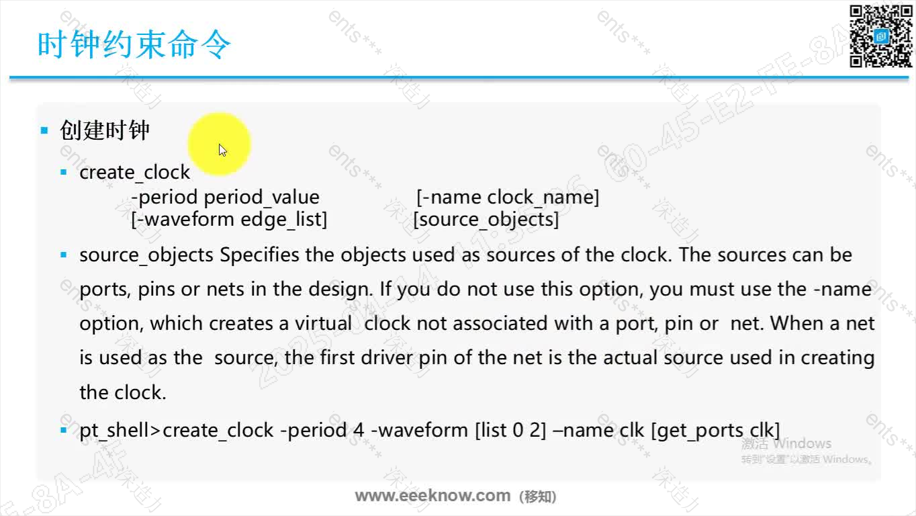 时钟约束命令
创建时钟
create_clock
-period period_value [-name clock_name]
[-waveform edge_list] [source_objects]
source_objects Specifies the objects used as sources of the clock. The sources can be
ports, pins or nets in the design. If you do not use this option, you must use the -name
option, which creates a virtual clock not associated with a port, pin or net. When a net
is used as the source, the first driver pin of the net is the actual source used in creating
the clock.
pt_shell>create_clock -period 4 -waveform [list 0 2] –name clk [get_ports clk]
激活 Windows
转到"设置"以激活 Windows。
www.eeeknow.com（移知）
ents***
深造力